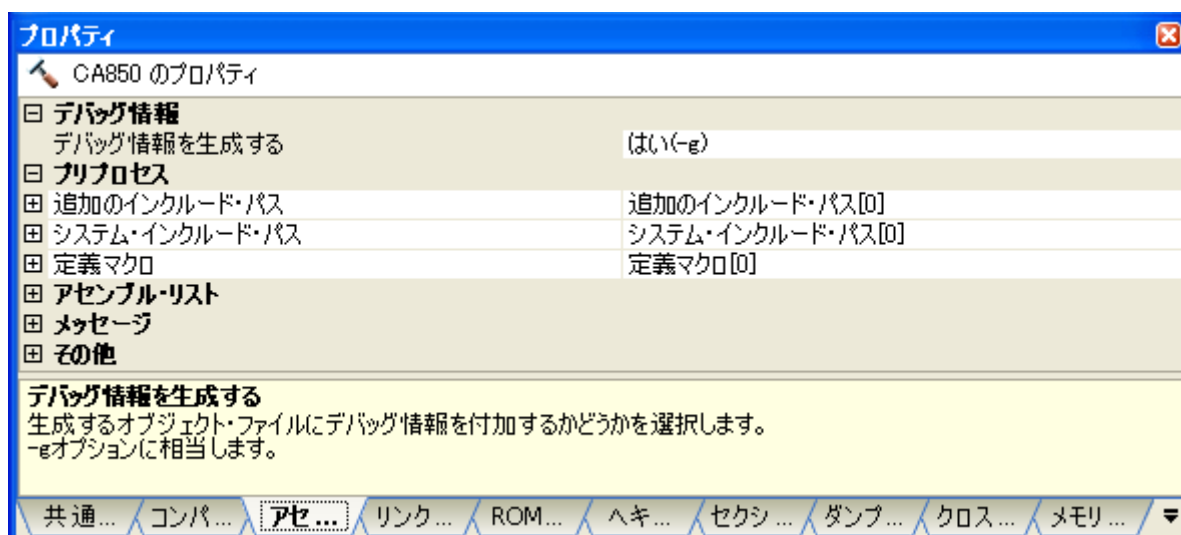 プロパティ
CA850 のプロパティ
デバッグ情報
デバッグ情報を生成する はい(-g)
プリプロセス
追加のインクルード・パス 追加のインクルード・パス[0]
システム・インクルード・パス システム・インクルード・パス[0]
定義マクロ 定義マクロ[0]
アセンブル・リスト
メッセージ
その他
デバッグ情報を生成する
生成するオブジェクト・ファイルにデバッグ情報を付加するかどうかを選択します。
-gオプションに相当します。
共通... コンパ... アセ... リンク... ROM... ヘキ... セクシ... ダンプ... クロス... メモリ...